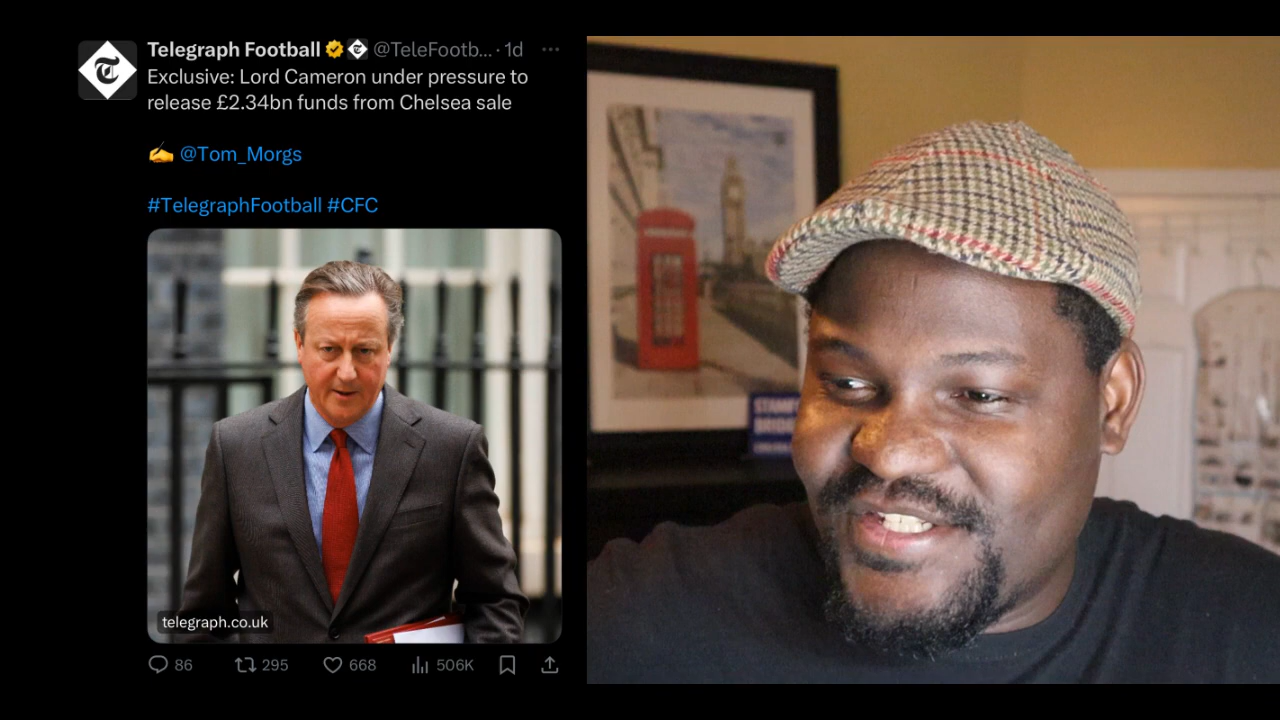 Telegraph Football @TeleFootb... · 1d
Exclusive: Lord Cameron under pressure to
release £2.34bn funds from Chelsea sale
✍️ @Tom_Morgs
#TelegraphFootball #CFC
telegraph.co.uk
86 295 668 506K